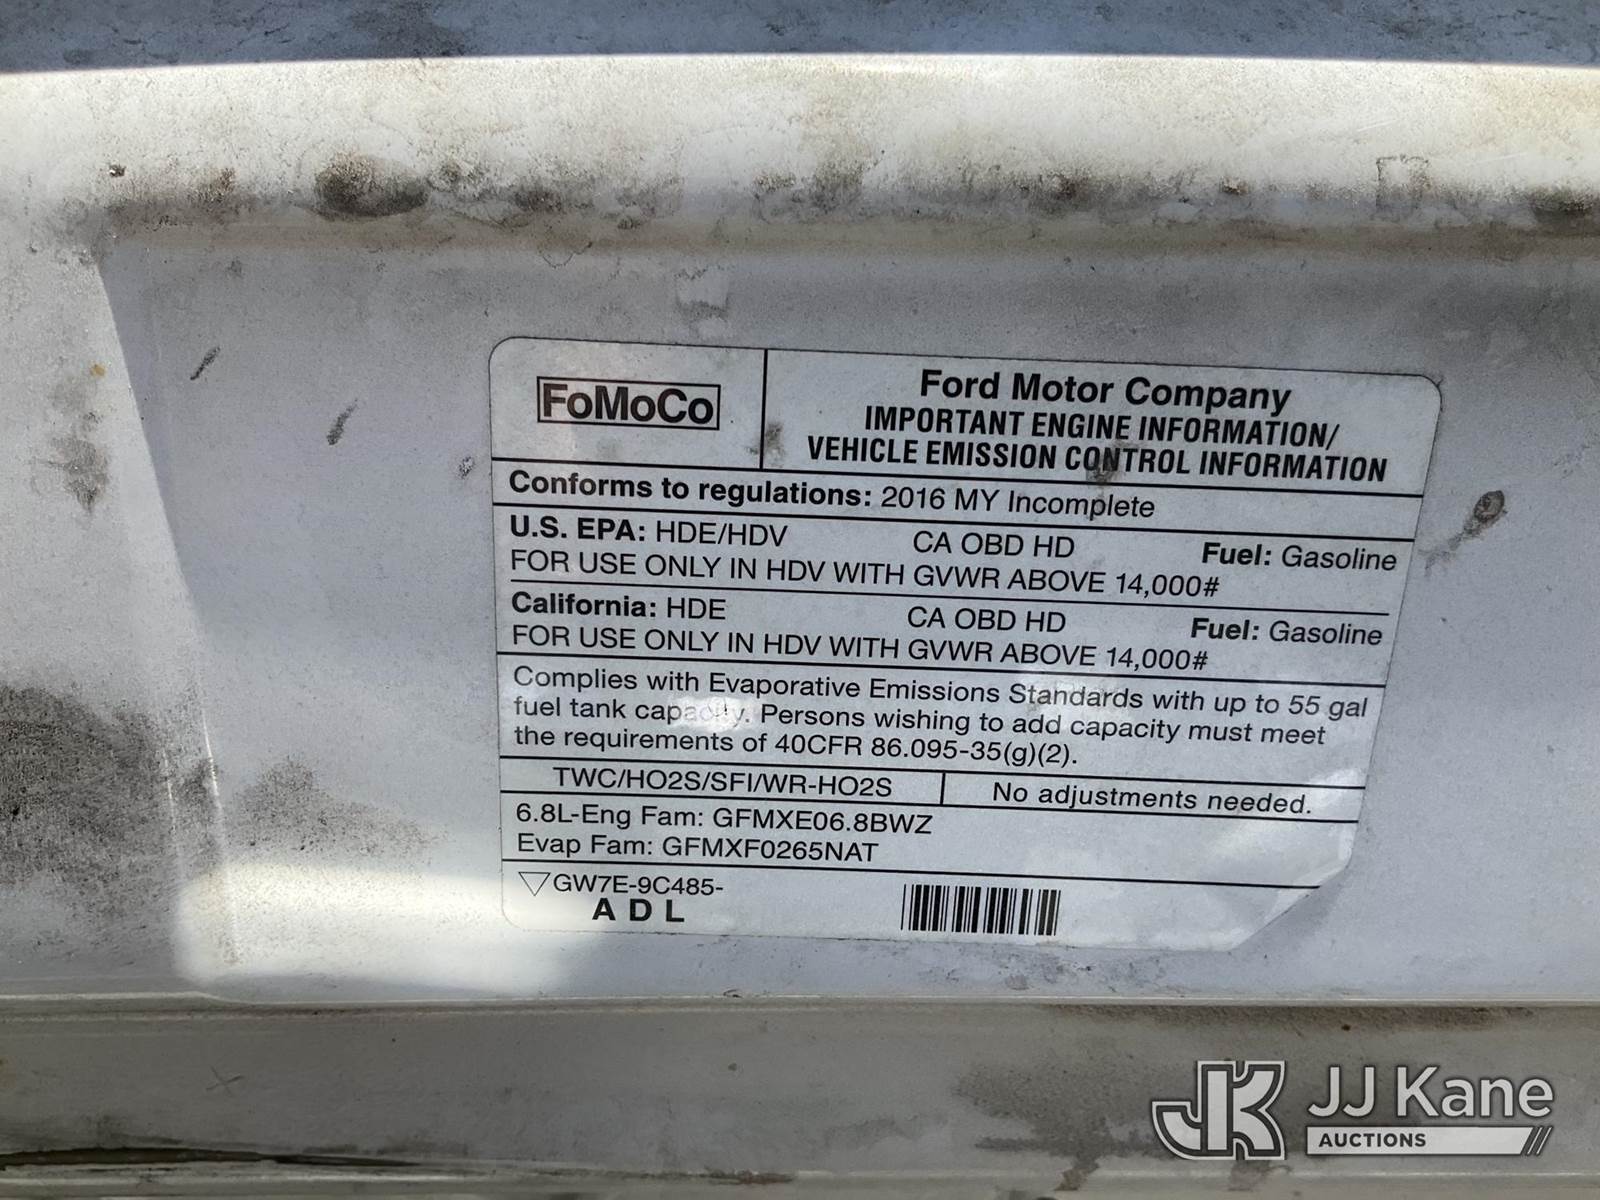 FoMoCo
Ford Motor Company
IMPORTANT ENGINE INFORMATION/
VEHICLE EMISSION CONTROL INFORMATION
Conforms to regulations: 2016 MY Incomplete
U.S. EPA: HDE/HDV CA OBD HD Fuel: Gasoline
FOR USE ONLY IN HDV WITH GVWR ABOVE 14,000#
California: HDE CA OBD HD Fuel: Gasoline
FOR USE ONLY IN HDV WITH GVWR ABOVE 14,000#
Complies with Evaporative Emissions Standards with up to 55 gal
fuel tank capacity. Persons wishing to add capacity must meet
the requirements of 40CFR 86.095-35(g)(2).
TWC/HO2S/SFI/WR-HO2S No adjustments needed.
6.8L-Eng Fam: GFMXE06.8BWZ
Evap Fam: GFMXF0265NAT
GW7E-9C485-
A D L
JK JJ Kane
AUCTIONS